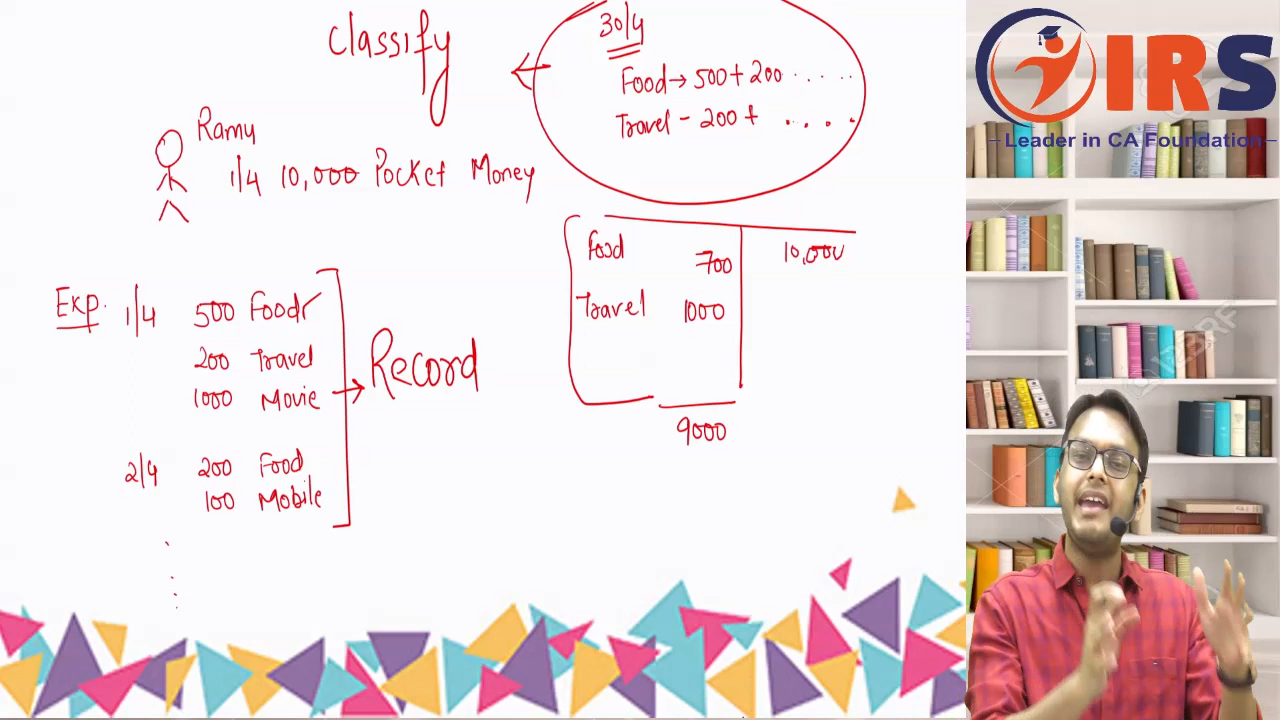 Classify
30/4
Food → 500 + 200 .....
Travel - 200 + ....
Ramu
1/4 10,000 Pocket Money
Food 700 10,000
Travel 1000
9000
Exp. 1/4 500 Food ✓
200 Travel
1000 Movie
→ Record
2/4 200 Food
100 Mobile
IRS
-Leader in CA Foundation-
123RF